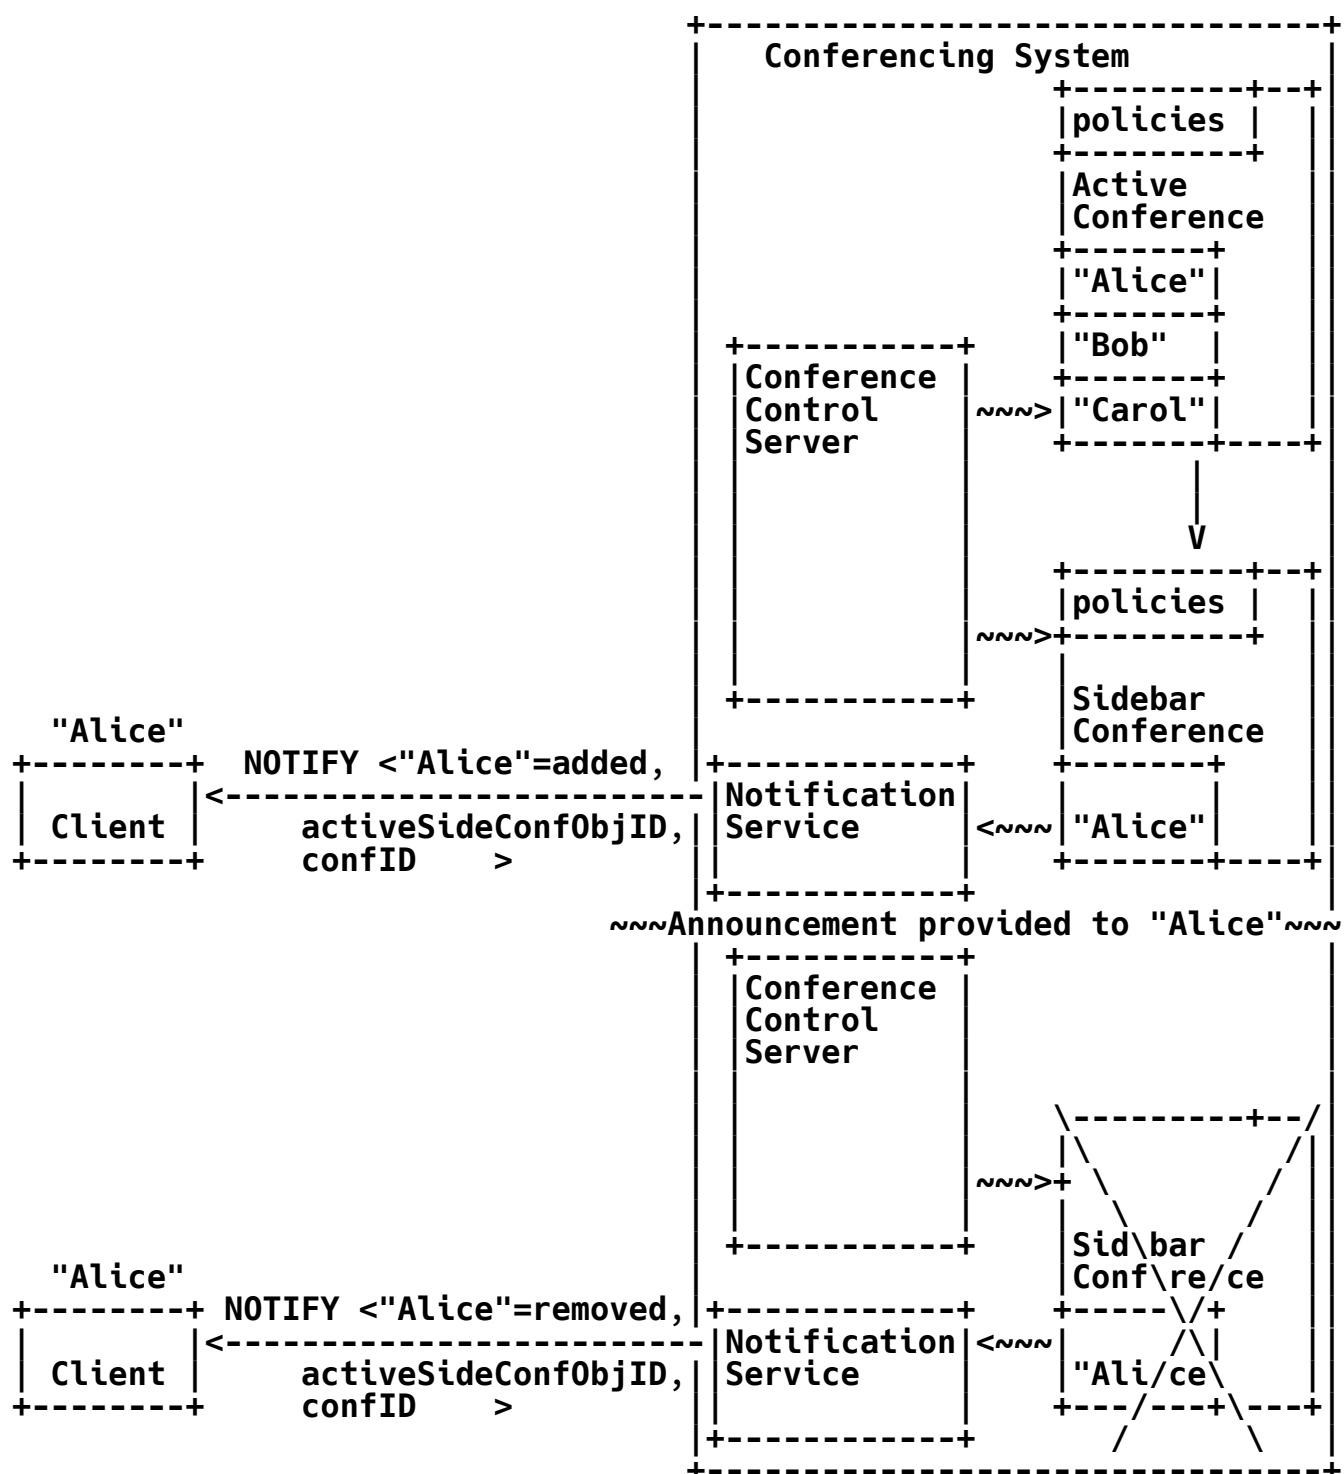 Conferencing System
policies
Active
Conference
"Alice"
"Bob"
Conference
Control ~~~> "Carol"
Server
V
policies
~~~>
Sidebar
"Alice" Conference
NOTIFY <"Alice"=added,
<------------------------- Notification
Client activeSideConfObjID, Service <~~~ "Alice"
confID >
~~~Announcement provided to "Alice"~~~
Conference
Control
Server
~~~>
Sid\bar /
"Alice" Conf\re/ce
NOTIFY <"Alice"=removed,
<------------------------- Notification <~~~
Client activeSideConfObjID, Service "Ali/ce\
confID >